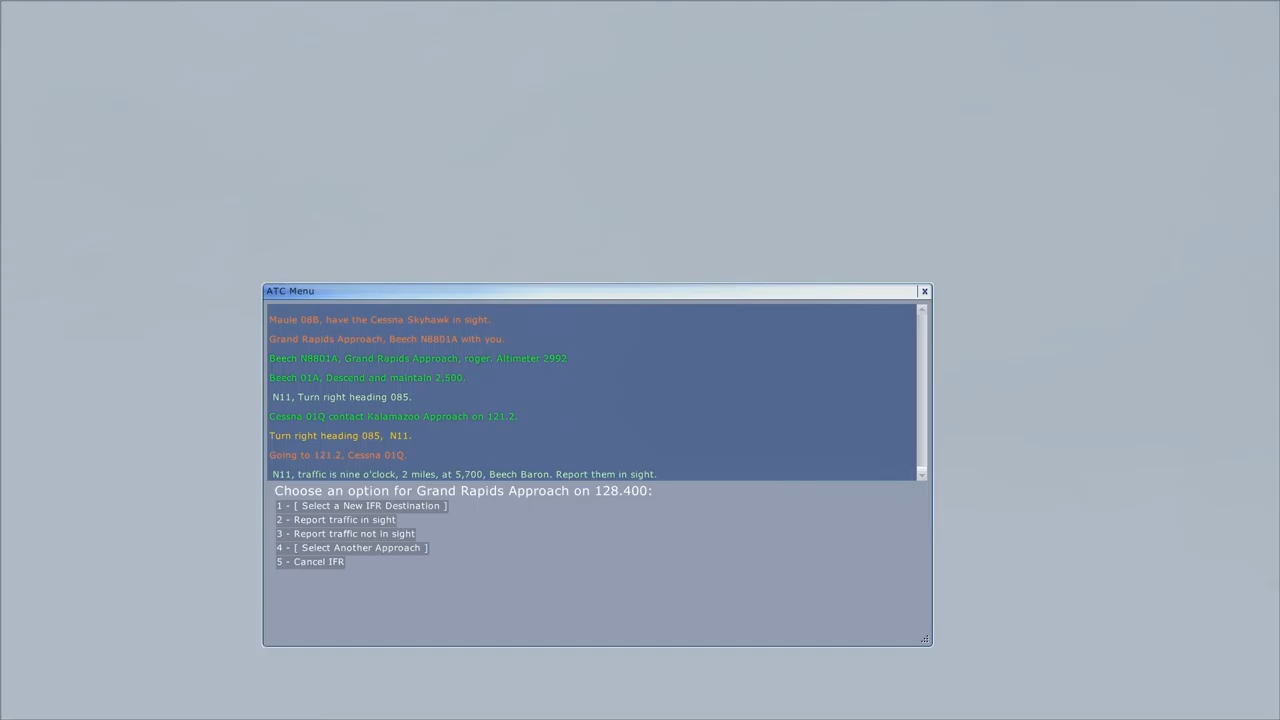 ATC Menu
x
Maule 08B, have the Cessna Skyhawk in sight.
Grand Rapids Approach, Beech N8801A with you.
Beech N8801A, Grand Rapids Approach, roger. Altimeter 2992
Beech 01A, Descend and maintain 2,500.
N11, Turn right heading 085.
Cessna 01Q contact Kalamazoo Approach on 121.2.
Turn right heading 085, N11.
Going to 121.2, Cessna 01Q.
N11, traffic is nine o'clock, 2 miles, at 5,700, Beech Baron. Report them in sight.
Choose an option for Grand Rapids Approach on 128.400:
1 - [ Select a New IFR Destination ]
2 - Report traffic in sight
3 - Report traffic not in sight
4 - [ Select Another Approach ]
5 - Cancel IFR